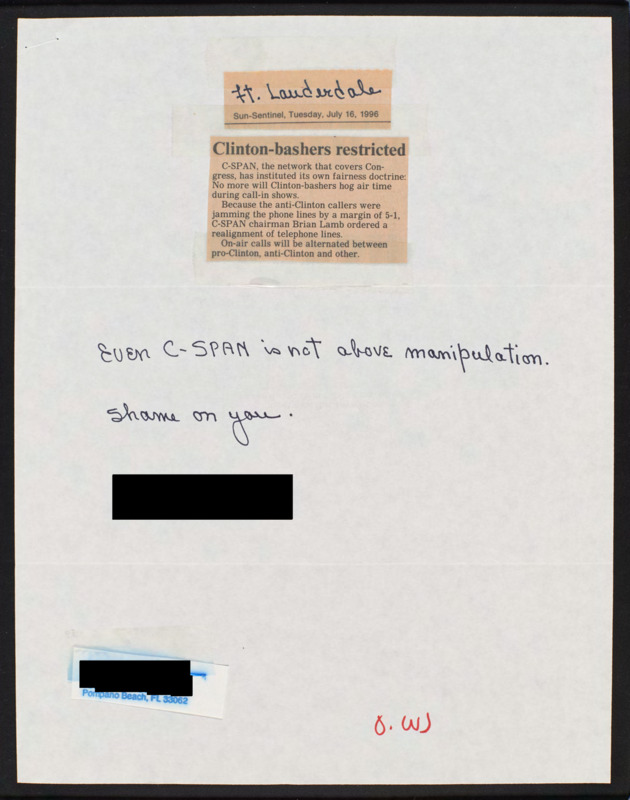 Ft. Lauderdale
Sun-Sentinel, Tuesday, July 16, 1996
Clinton-bashers restricted
C-SPAN, the network that covers Con-
gress, has instituted its own fairness doctrine:
No more will Clinton-bashers hog air time
during call-in shows.
Because the anti-Clinton callers were
jamming the phone lines by a margin of 5-1,
C-SPAN chairman Brian Lamb ordered a
realignment of telephone lines.
On-air calls will be alternated between
pro-Clinton, anti-Clinton and other.
Even C-SPAN is not above manipulation.
Shame on you.
Pompano Beach, FL 33062